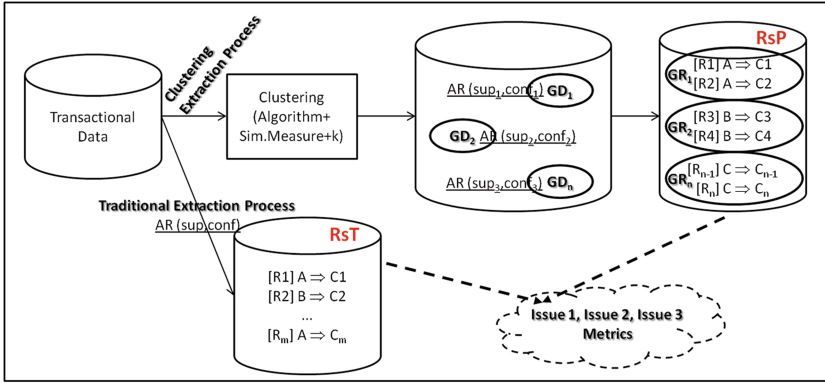 Transactional
Data
Clustering
Extraction Process
Clustering
(Algorithm+
Sim.Measure+k)
AR (sup₁,conf₁) GD₁
GD₂ AR (sup₂,conf₂)
AR (sup₃,conf₃) GDₙ
RsP
GR₁
[R1] A ⇒ C1
[R2] A ⇒ C2
GR₂
[R3] B ⇒ C3
[R4] B ⇒ C4
GRₙ
[Rₙ₋₁] C ⇒ Cₙ₋₁
[Rₙ] C ⇒ Cₙ
Traditional Extraction Process
AR (sup,conf)
RsT
[R1] A ⇒ C1
[R2] B ⇒ C2
...
[Rₘ] A ⇒ Cₘ
Issue 1, Issue 2, Issue 3
Metrics